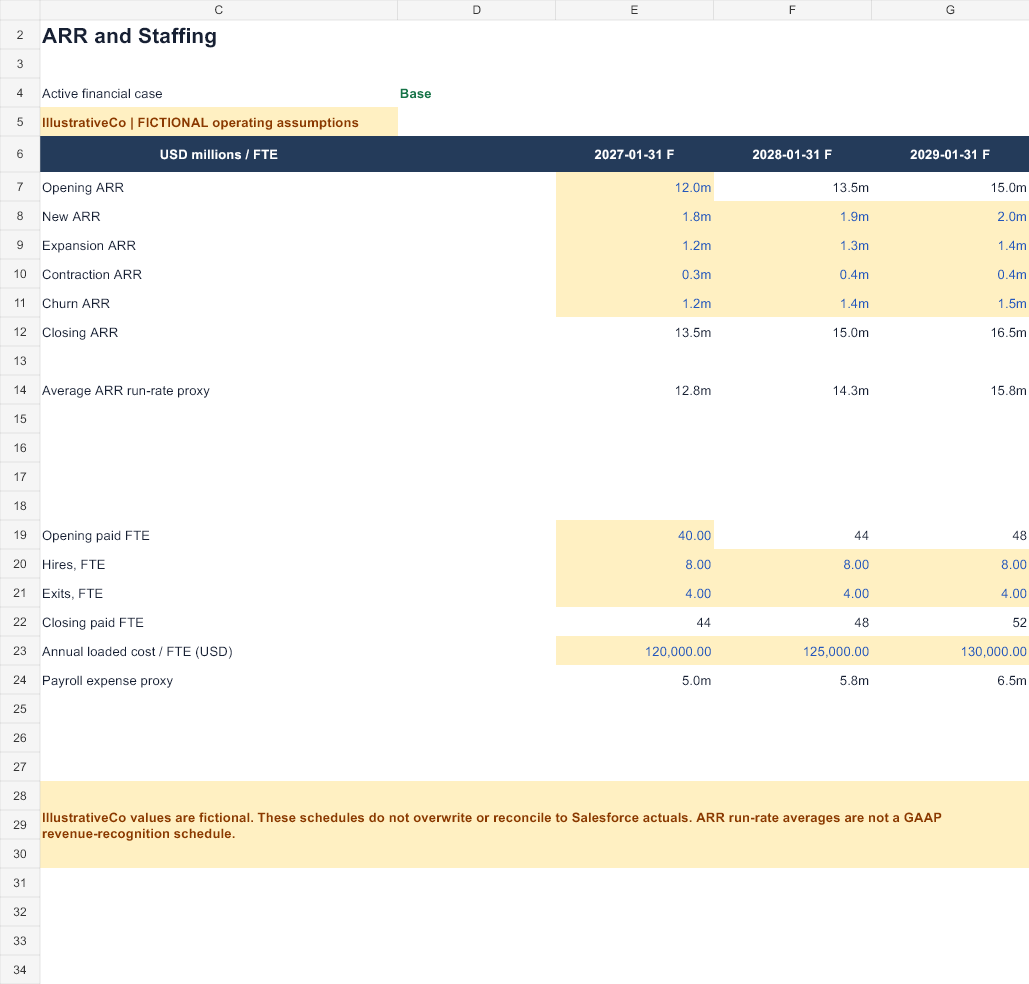 C D E F G
2 ARR and Staffing
3
4 Active financial case Base
5 IllustrativeCo | FICTIONAL operating assumptions
6 USD millions / FTE 2027-01-31 F 2028-01-31 F 2029-01-31 F
7 Opening ARR 12.0m 13.5m 15.0m
8 New ARR 1.8m 1.9m 2.0m
9 Expansion ARR 1.2m 1.3m 1.4m
10 Contraction ARR 0.3m 0.4m 0.4m
11 Churn ARR 1.2m 1.4m 1.5m
12 Closing ARR 13.5m 15.0m 16.5m
13
14 Average ARR run-rate proxy 12.8m 14.3m 15.8m
15
16
17
18
19 Opening paid FTE 40.00 44 48
20 Hires, FTE 8.00 8.00 8.00
21 Exits, FTE 4.00 4.00 4.00
22 Closing paid FTE 44 48 52
23 Annual loaded cost / FTE (USD) 120,000.00 125,000.00 130,000.00
24 Payroll expense proxy 5.0m 5.8m 6.5m
25
26
27
28
29 IllustrativeCo values are fictional. These schedules do not overwrite or reconcile to Salesforce actuals. ARR run-rate averages are not a GAAP
revenue-recognition schedule.
30
31
32
33
34